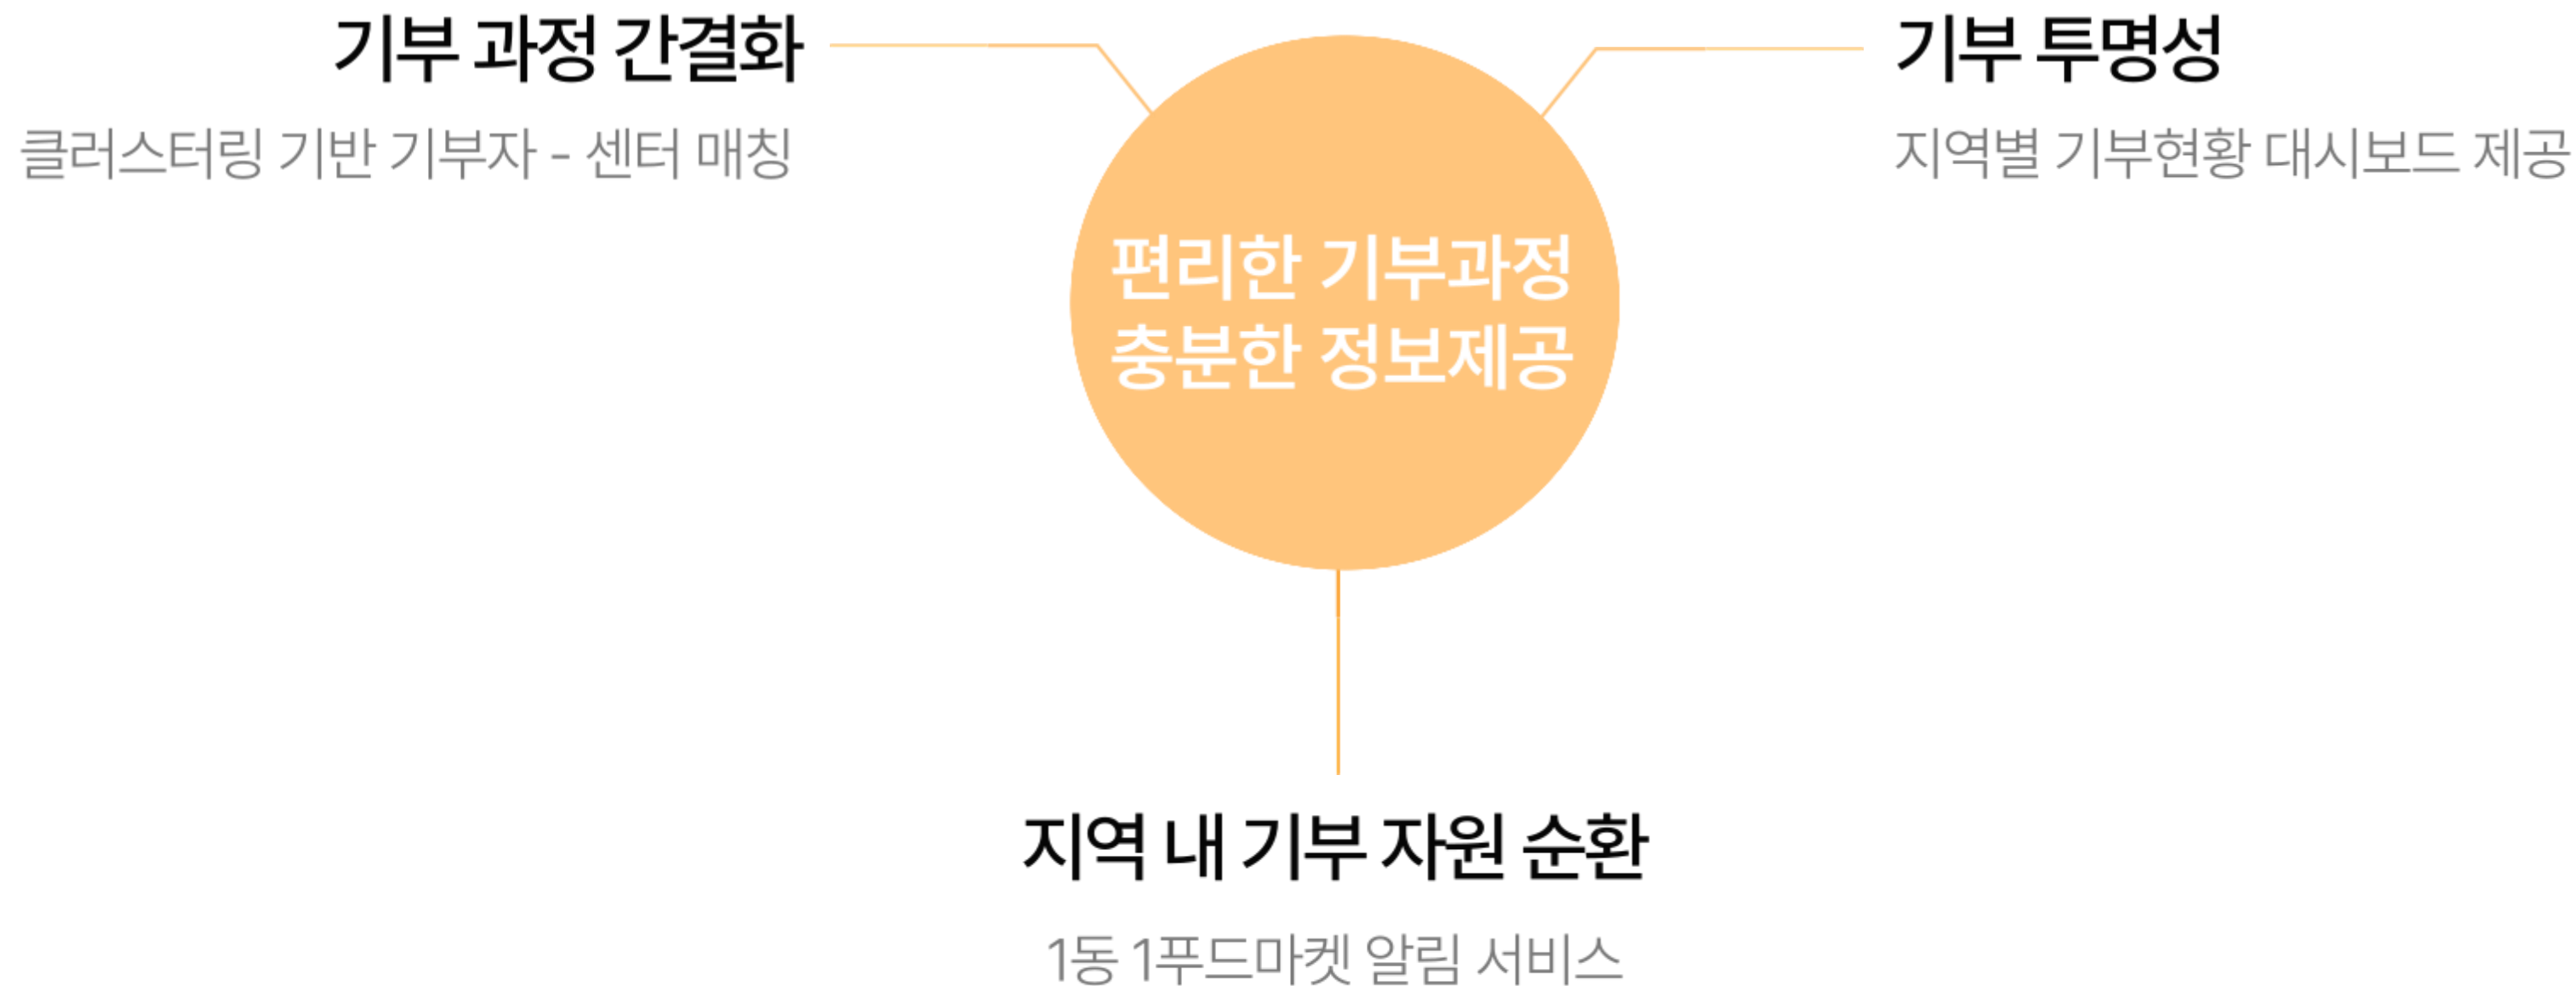 기부 과정 간결화
클러스터링 기반 기부자 - 센터 매칭
기부 투명성
지역별 기부현황 대시보드 제공
편리한 기부과정
충분한 정보제공
지역 내 기부 자원 순환
1동 1푸드마켓 알림 서비스